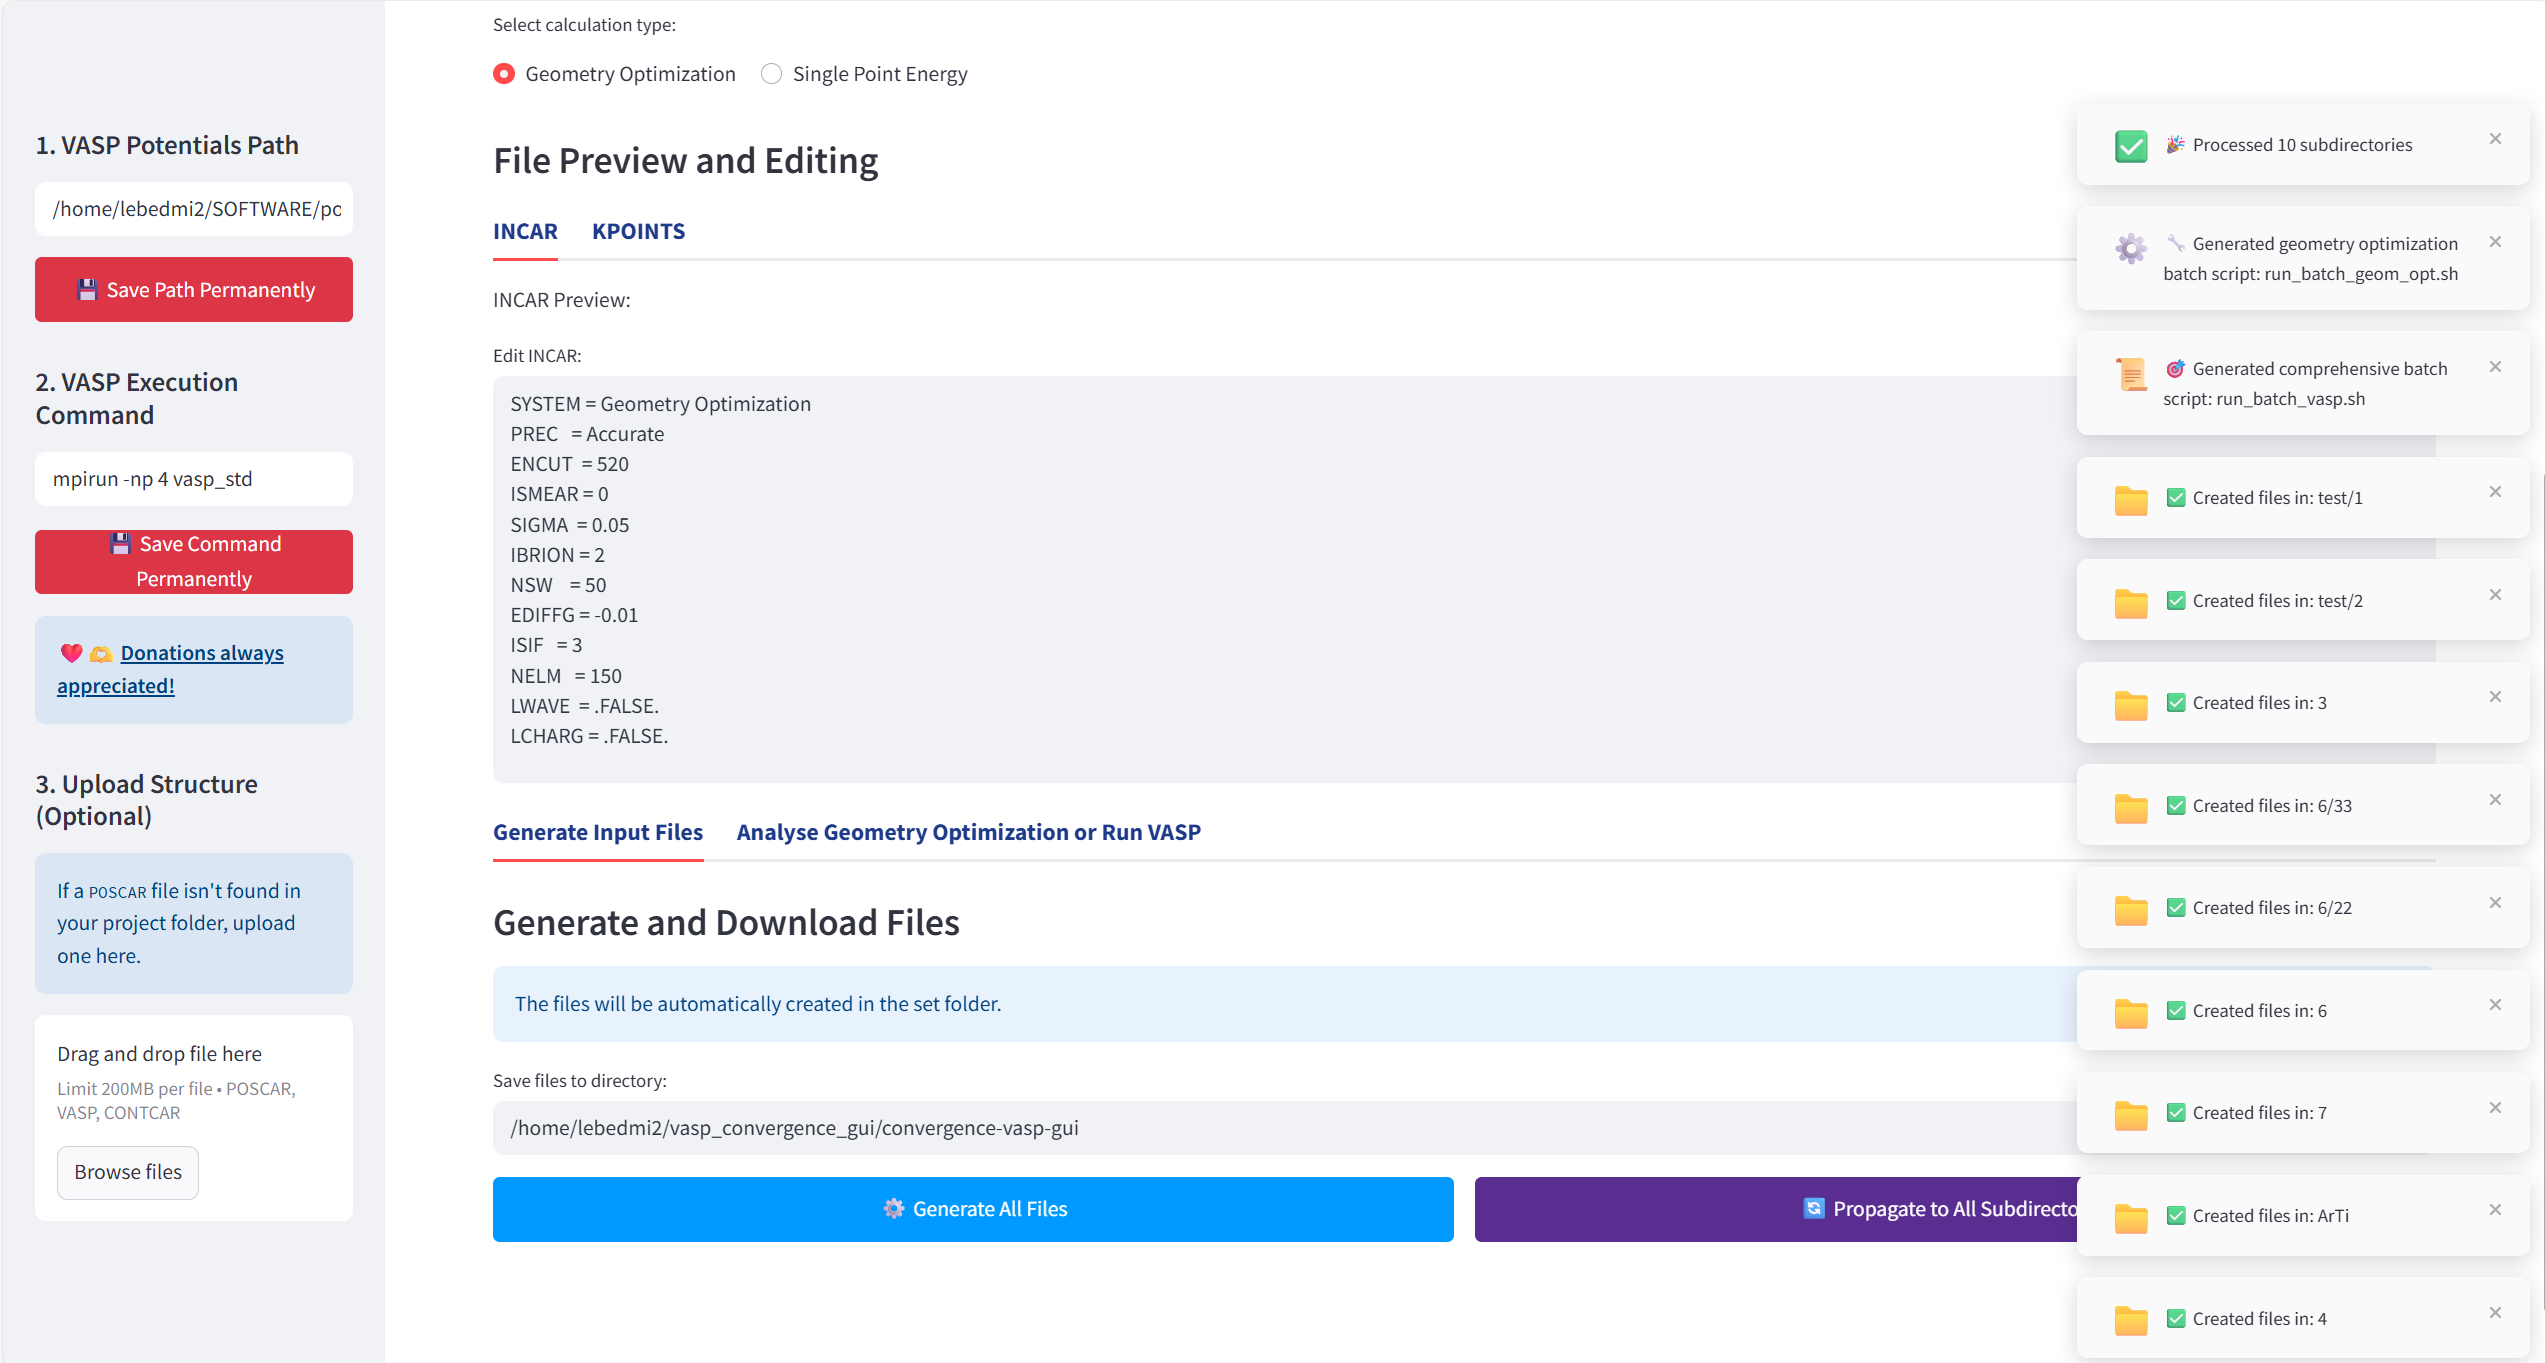 1. VASP Potentials Path
/home/lebedmi2/SOFTWARE/po
Save Path Permanently
2. VASP Execution
Command
mpirun -np 4 vasp_std
Save Command
Permanently
Donations always
appreciated!
3. Upload Structure
(Optional)
If a POSCAR file isn't found in
your project folder, upload
one here.
Drag and drop file here
Limit 200MB per file • POSCAR,
VASP, CONTCAR
Browse files
Select calculation type:
Geometry Optimization
Single Point Energy
File Preview and Editing
INCAR
KPOINTS
INCAR Preview:
Edit INCAR:
SYSTEM = Geometry Optimization
PREC = Accurate
ENCUT = 520
ISMEAR = 0
SIGMA = 0.05
IBRION = 2
NSW = 50
EDIFFG = -0.01
ISIF = 3
NELM = 150
LWAVE = .FALSE.
LCHARG = .FALSE.
Generate Input Files
Analyse Geometry Optimization or Run VASP
Generate and Download Files
The files will be automatically created in the set folder.
Save files to directory:
/home/lebedmi2/vasp_convergence_gui/convergence-vasp-gui
Generate All Files
Propagate to All Subdirecto
Processed 10 subdirectories
Generated geometry optimization
batch script: run_batch_geom_opt.sh
Generated comprehensive batch
script: run_batch_vasp.sh
Created files in: test/1
Created files in: test/2
Created files in: 3
Created files in: 6/33
Created files in: 6/22
Created files in: 6
Created files in: 7
Created files in: ArTi
Created files in: 4